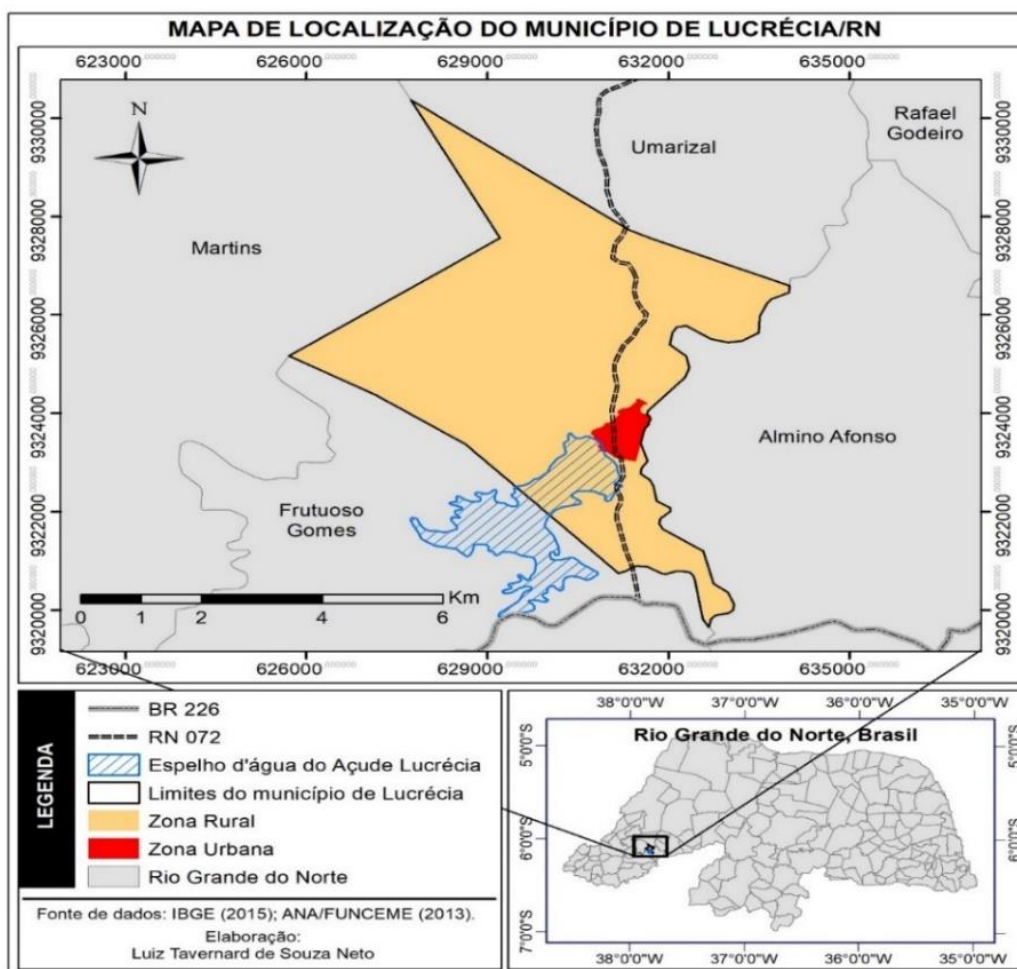 MAPA DE LOCALIZAÇÃO DO MUNICÍPIO DE LUCRÉCIA/RN
623000 626000 629000 632000 635000
N
Rafael
Godeiro
Umarizal
Martins
Almino Afonso
Frutuoso
Gomes
9330000
9328000
9326000
9324000
9322000
9320000
9330000
9328000
9326000
9324000
9322000
9320000
Km
0 1 2 4 6
623000 626000 629000 632000 635000
LEGENDA
BR 226
RN 072
Espelho d'água do Açude Lucrécia
Limites do município de Lucrécia
Zona Rural
Zona Urbana
Rio Grande do Norte
Fonte de dados: IBGE (2015); ANA/FUNCEME (2013).
Elaboração:
Luiz Tavernard de Souza Neto
38°0'0"W 37°0'0"W 36°0'0"W 35°0'0"W
Rio Grande do Norte, Brasil
5°0'0"S
6°0'0"S
7°0'0"S
5°0'0"S
6°0'0"S
38°0'0"W 37°0'0"W 36°0'0"W 35°0'0"W